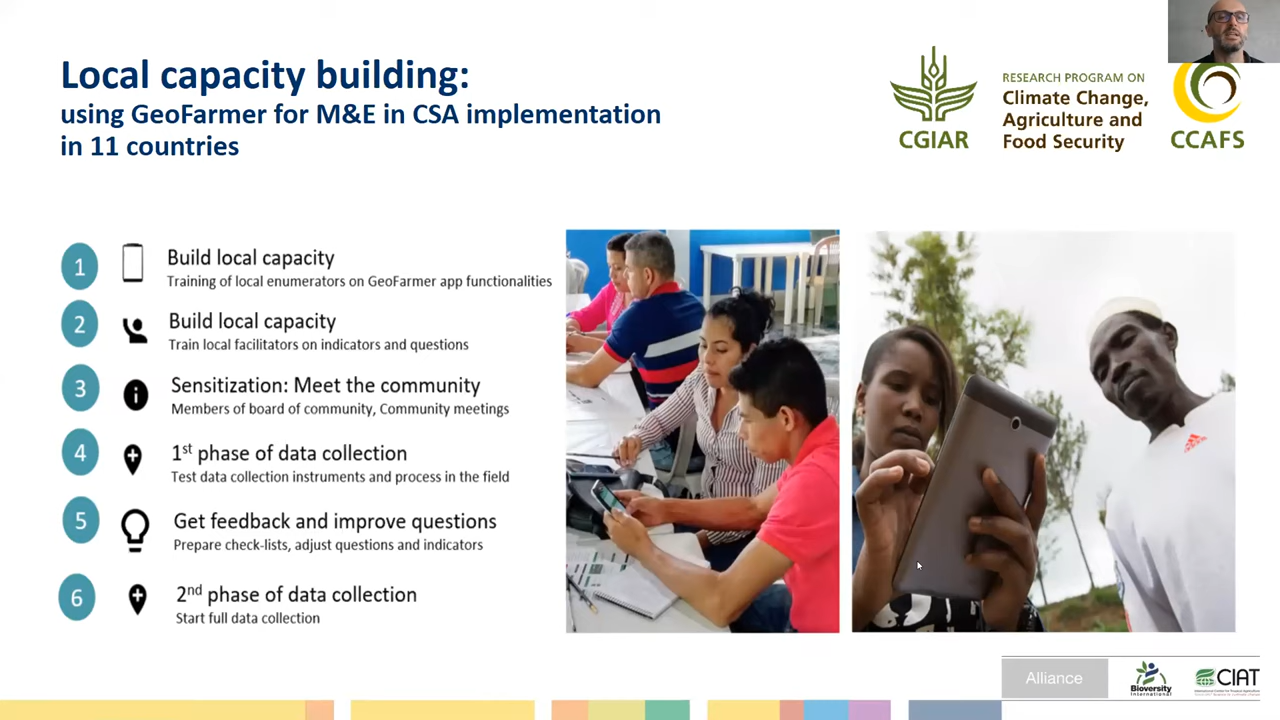 Local capacity building:
using GeoFarmer for M&E in CSA implementation
in 11 countries
CGIAR
RESEARCH PROGRAM ON
Climate Change,
Agriculture and
Food Security
CCAFS
1
Build local capacity
Training of local enumerators on GeoFarmer app functionalities
2
Build local capacity
Train local facilitators on indicators and questions
3
Sensitization: Meet the community
Members of board of community, Community meetings
4
1st phase of data collection
Test data collection instruments and process in the field
5
Get feedback and improve questions
Prepare check-lists, adjust questions and indicators
6
2nd phase of data collection
Start full data collection
Alliance
Bioversity
International
CIAT